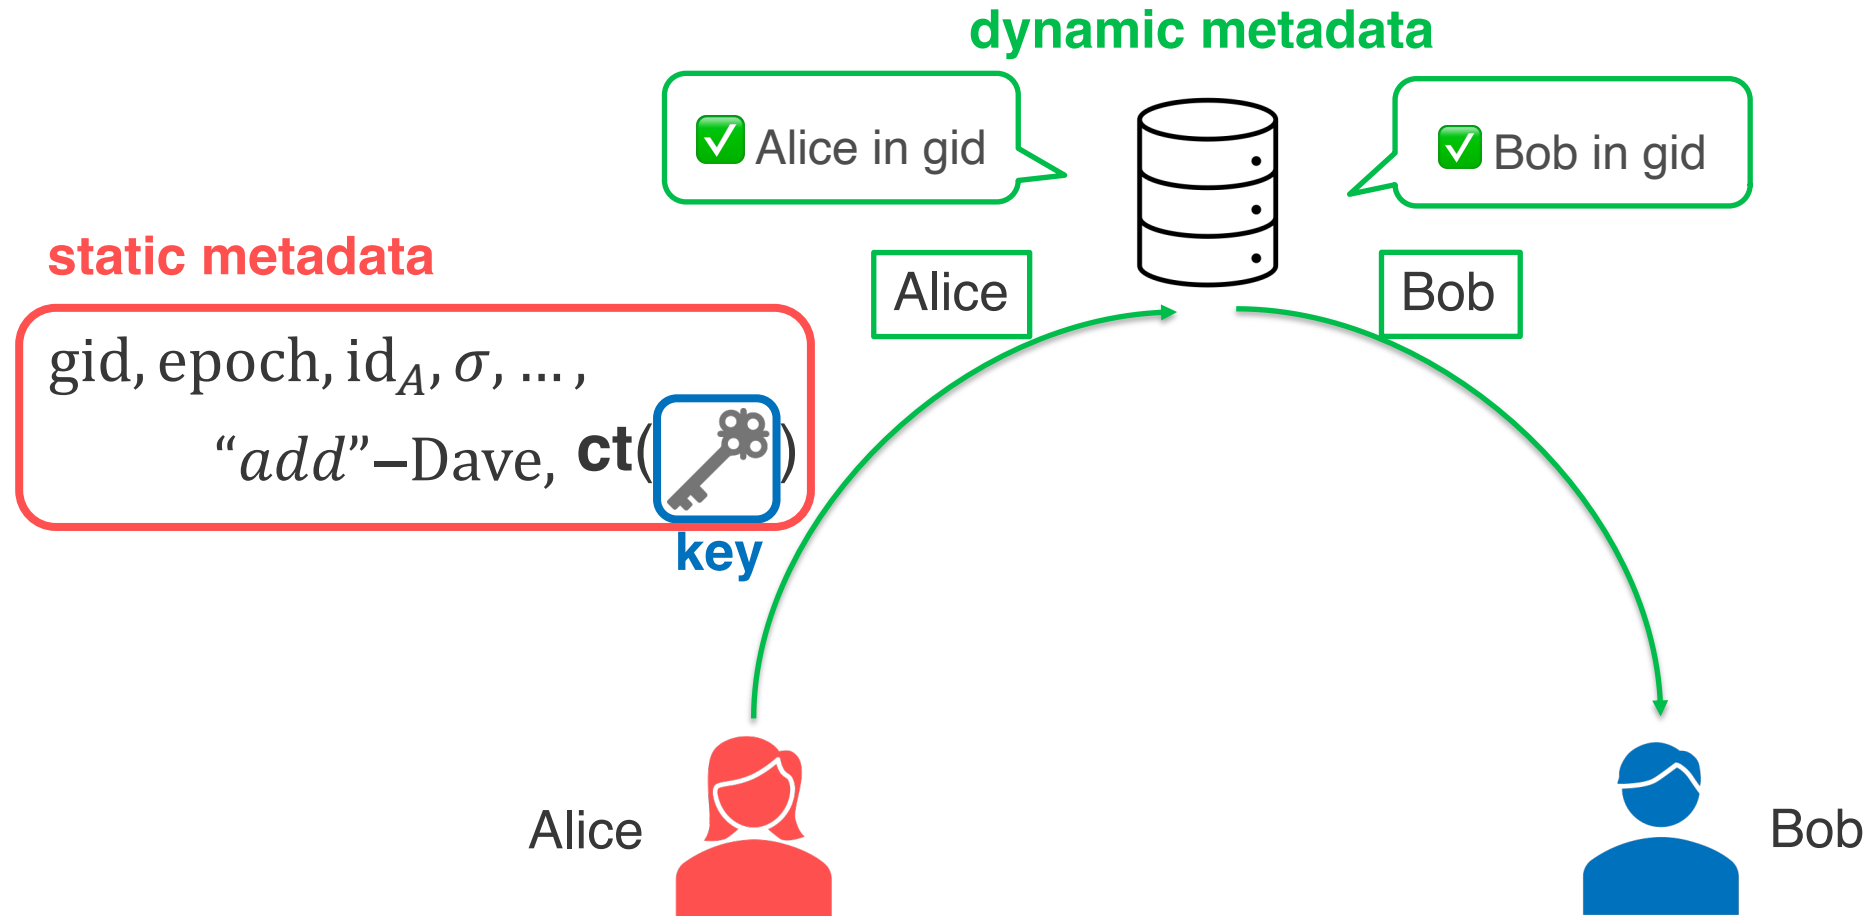 dynamic metadata
✅ Alice in gid
✅ Bob in gid
static metadata
Alice
Bob
gid, epoch, id_A, σ, … ,
“add”–Dave, ct( )
key
Alice
Bob